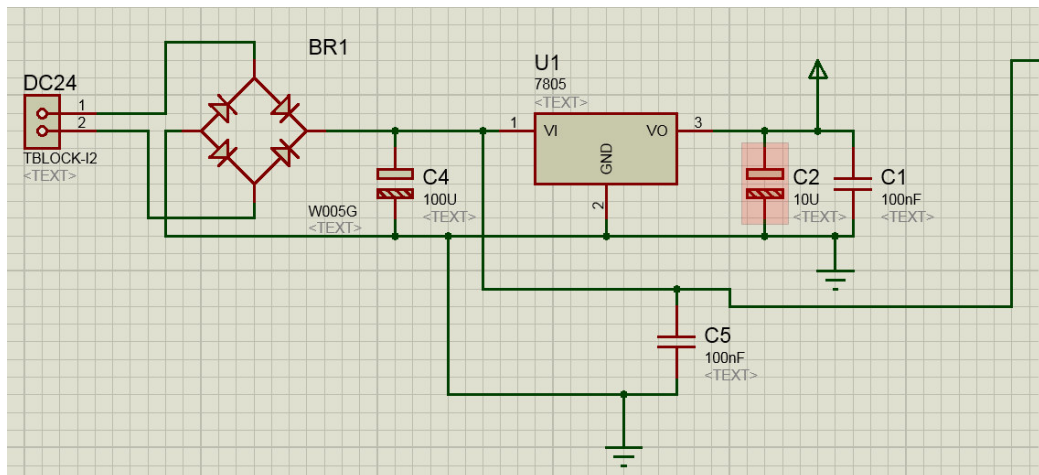 BR1
DC24
1
2
TBLOCK-I2
<TEXT>
W005G
<TEXT>
C4
100U
<TEXT>
U1
7805
<TEXT>
1
VI
VO
3
GND
2
C2
10U
<TEXT>
C1
100nF
<TEXT>
C5
100nF
<TEXT>